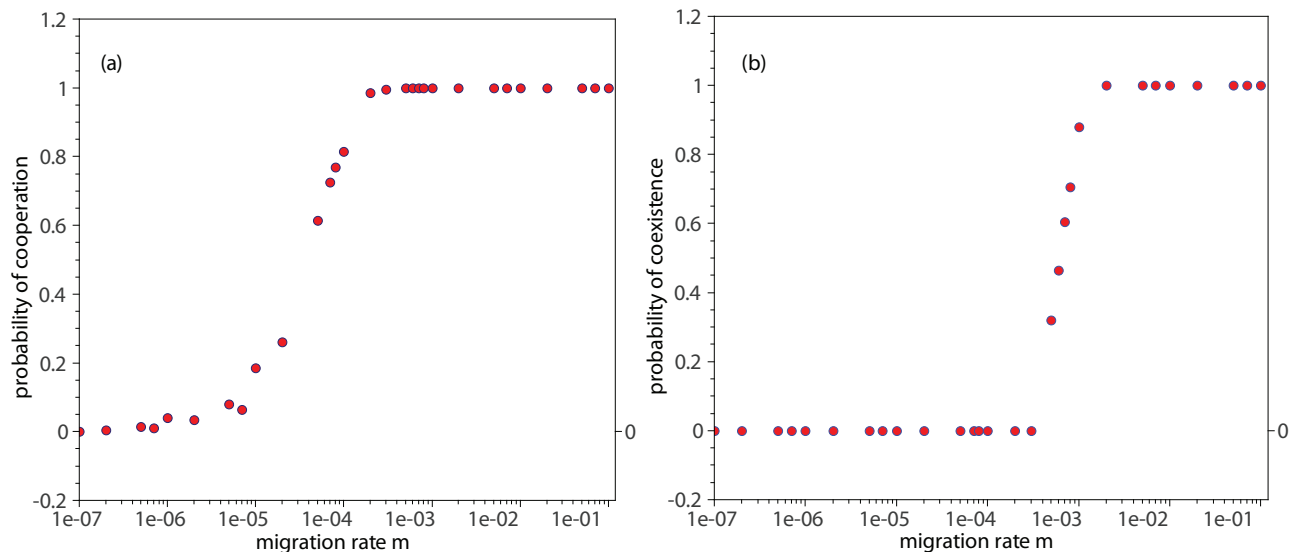 (a)
probability of cooperation
1.2
1
0.8
0.6
0.4
0.2
0
-0.2
0
1e-07 1e-06 1e-05 1e-04 1e-03 1e-02 1e-01
migration rate m
(b)
probability of coexistence
1.2
1
0.8
0.6
0.4
0.2
0
-0.2
0
1e-07 1e-06 1e-05 1e-04 1e-03 1e-02 1e-01
migration rate m